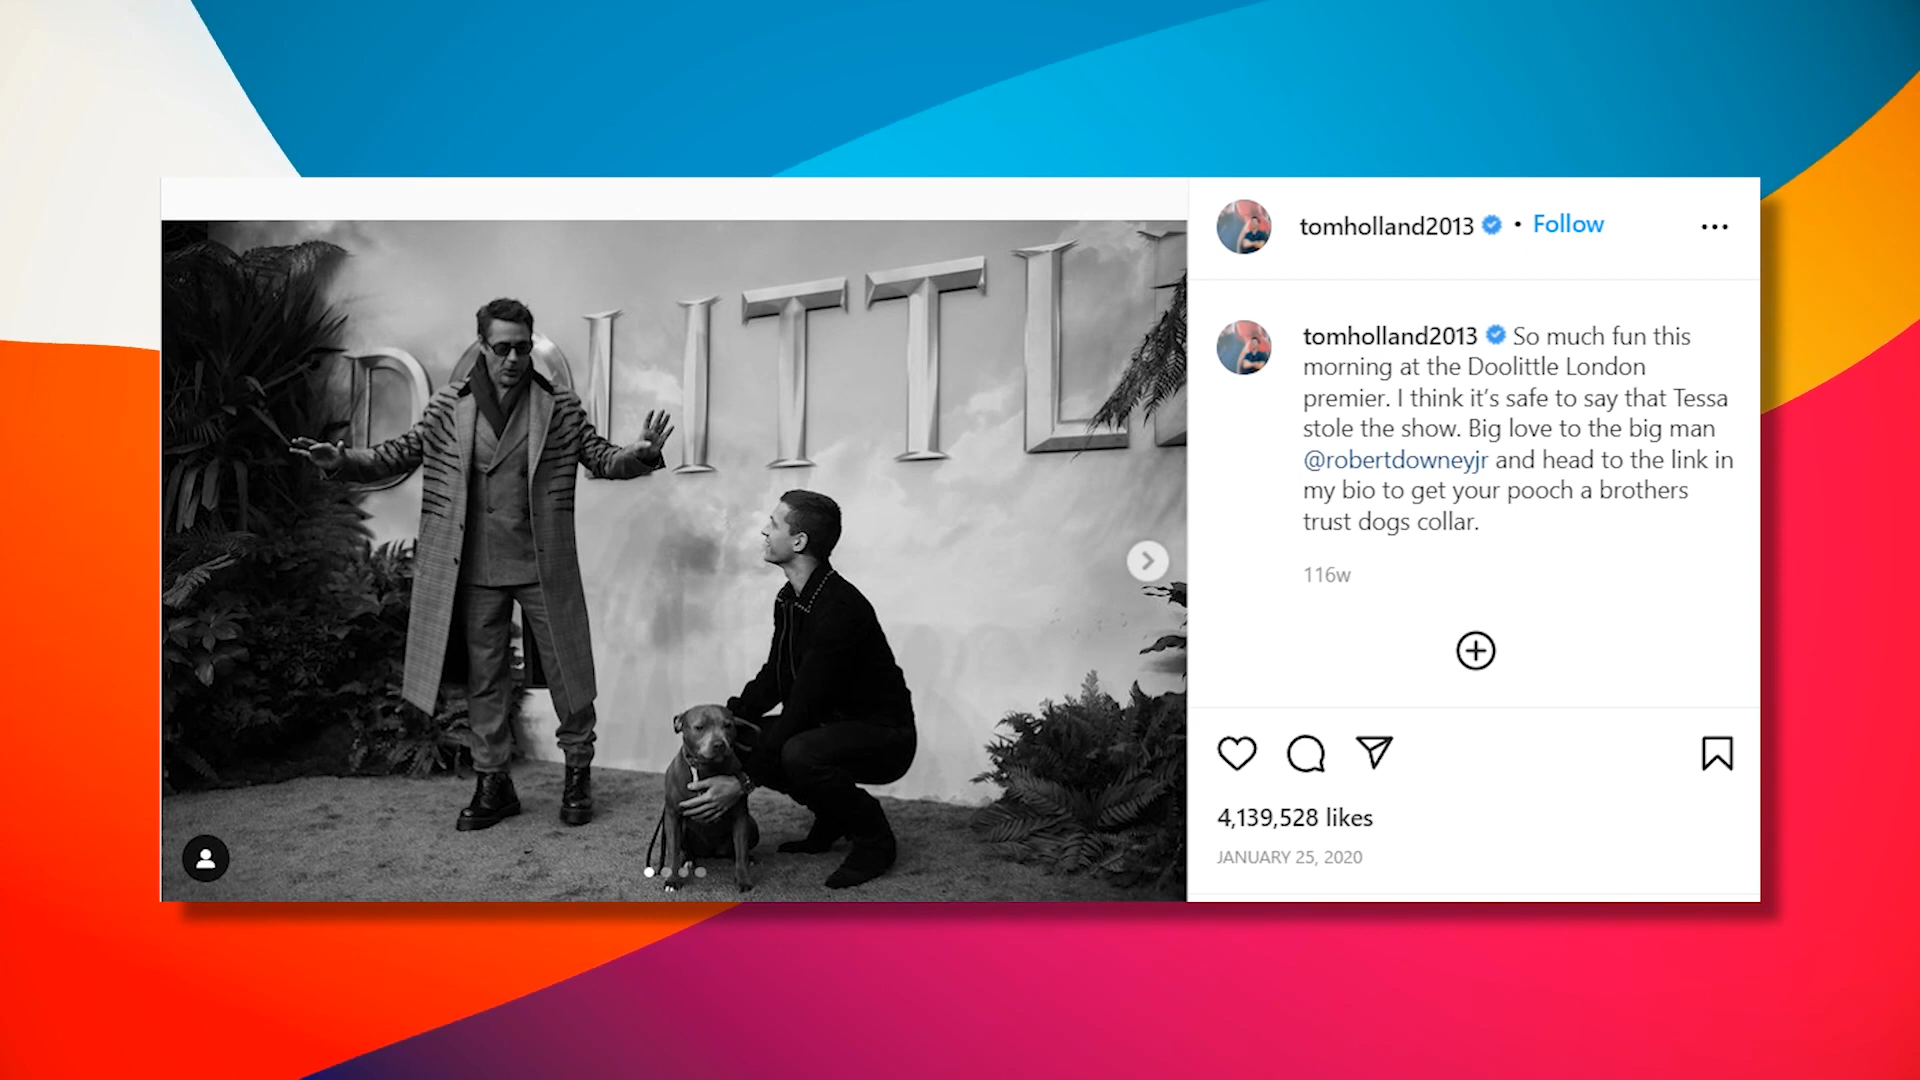 DOLITTLE
tomholland2013 • Follow
tomholland2013 So much fun this
morning at the Doolittle London
premier. I think it’s safe to say that Tessa
stole the show. Big love to the big man
@robertdowneyjr and head to the link in
my bio to get your pooch a brothers
trust dogs collar.
116w
4,139,528 likes
JANUARY 25, 2020